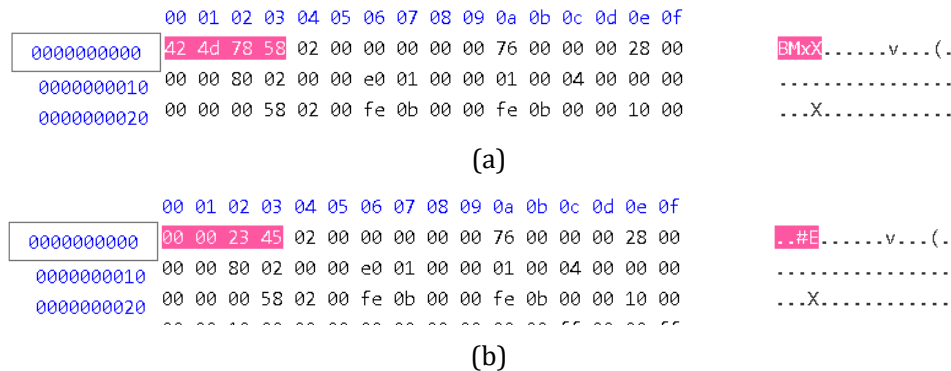 00 01 02 03 04 05 06 07 08 09 0a 0b 0c 0d 0e 0f
0000000000 42 4d 78 58 02 00 00 00 00 00 76 00 00 00 28 00 BMxX......v...(.
0000000010 00 00 80 02 00 00 e0 01 00 00 01 00 04 00 00 00 ................
0000000020 00 00 00 58 02 00 fe 0b 00 00 fe 0b 00 00 10 00 ...X............
(a)
00 01 02 03 04 05 06 07 08 09 0a 0b 0c 0d 0e 0f
0000000000 00 00 23 45 02 00 00 00 00 00 76 00 00 00 28 00 ..#E......v...(.
0000000010 00 00 80 02 00 00 e0 01 00 00 01 00 04 00 00 00 ................
0000000020 00 00 00 58 02 00 fe 0b 00 00 fe 0b 00 00 10 00 ...X............
(b)